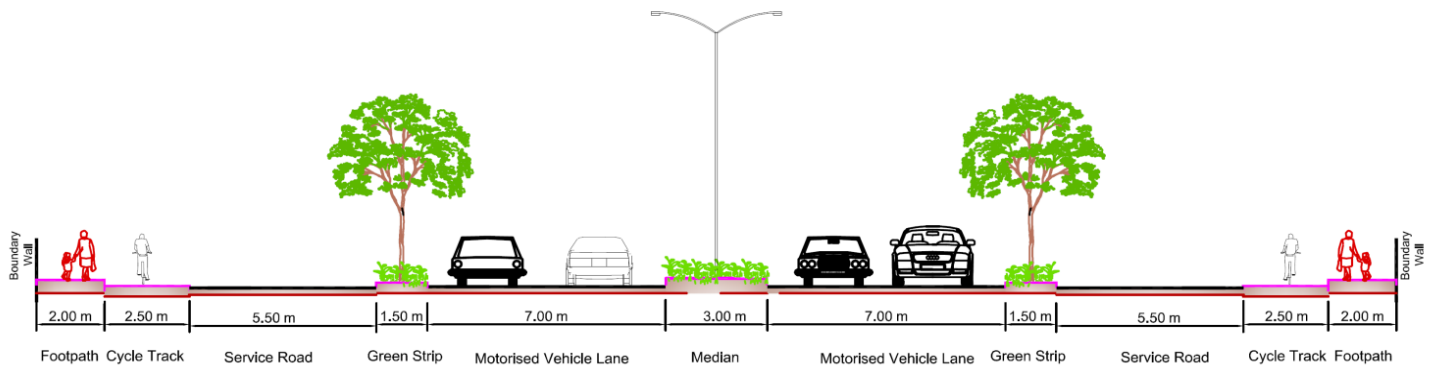 Boundary
Wall
Boundary
Wall
2.00 m 2.50 m 5.50 m 1.50 m 7.00 m 3.00 m 7.00 m 1.50 m 5.50 m 2.50 m 2.00 m
Footpath Cycle Track Service Road Green Strip Motorised Vehicle Lane Median Motorised Vehicle Lane Green Strip Service Road Cycle Track Footpath